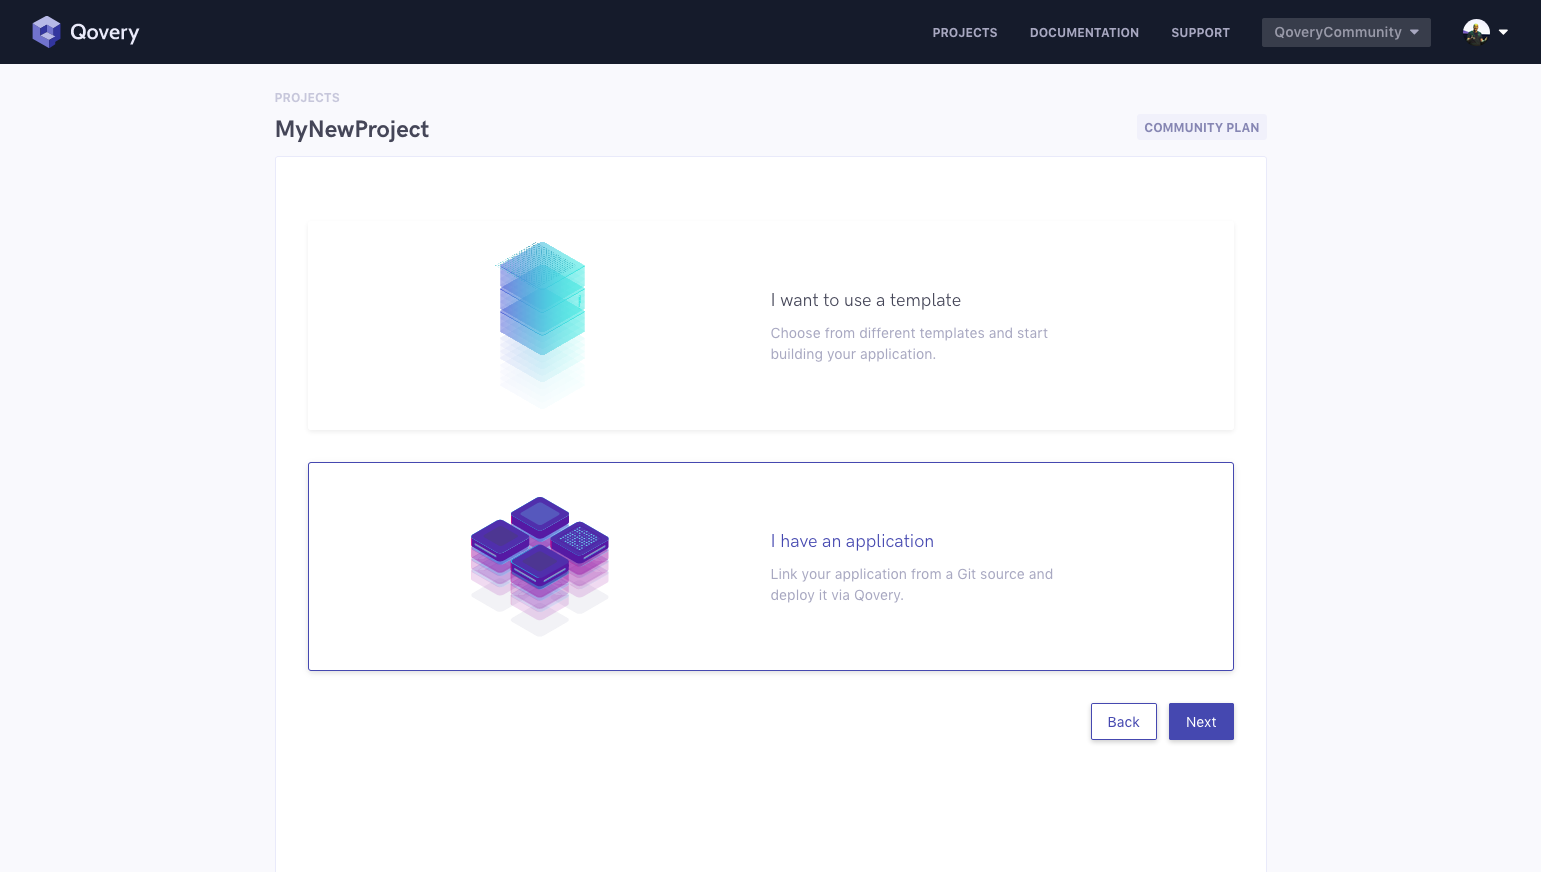 Qovery
PROJECTS
DOCUMENTATION
SUPPORT
QoveryCommunity
PROJECTS
MyNewProject
COMMUNITY PLAN
I want to use a template
Choose from different templates and start
building your application.
I have an application
Link your application from a Git source and
deploy it via Qovery.
Back
Next